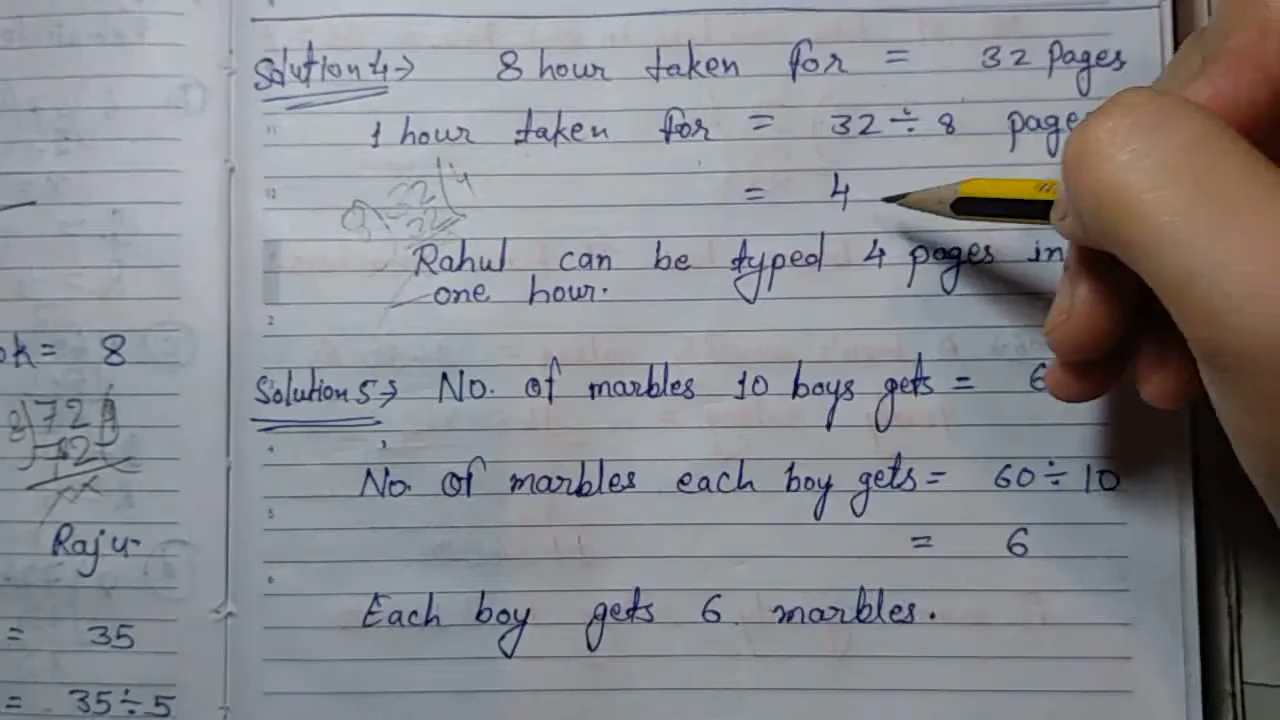 Solution 4→ 8 hour taken for = 32 Pages
1 hour taken for = 32 ÷ 8
= 4
Rahul can be typed 4 pages in
one hour.
Solution 5→ No. of marbles 10 boys gets =
No. of marbles each boy gets = 60 ÷ 10
= 6
Each boy gets 6 marbles.
= 8
8)72
Raju
= 35
= 35÷5